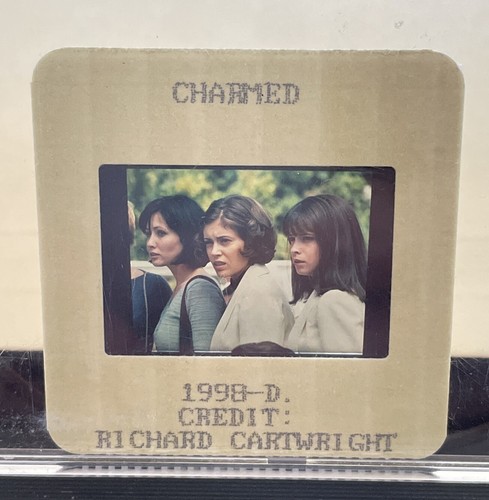 CHARMED
1998-D.
CREDIT:
RICHARD CARTWRIGHT